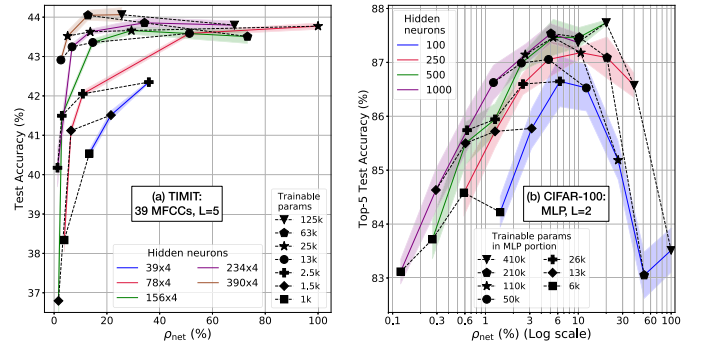 44
43
42
41
40
39
38
37
Test Accuracy (%)
0
20
40
60
80
100
ρnet (%)
(a) TIMIT:
39 MFCCs, L=5
Trainable
params
125k
63k
25k
13k
2.5k
1.5k
1k
Hidden neurons
39x4
78x4
156x4
234x4
390x4
88
87
86
85
84
83
Top-5 Test Accuracy (%)
0.1
0.3
0.6
1
3
6
10
30
60
100
ρnet (%) (Log scale)
Hidden
neurons
100
250
500
1000
(b) CIFAR-100:
MLP, L=2
Trainable params
in MLP portion
410k
210k
110k
50k
26k
13k
6k